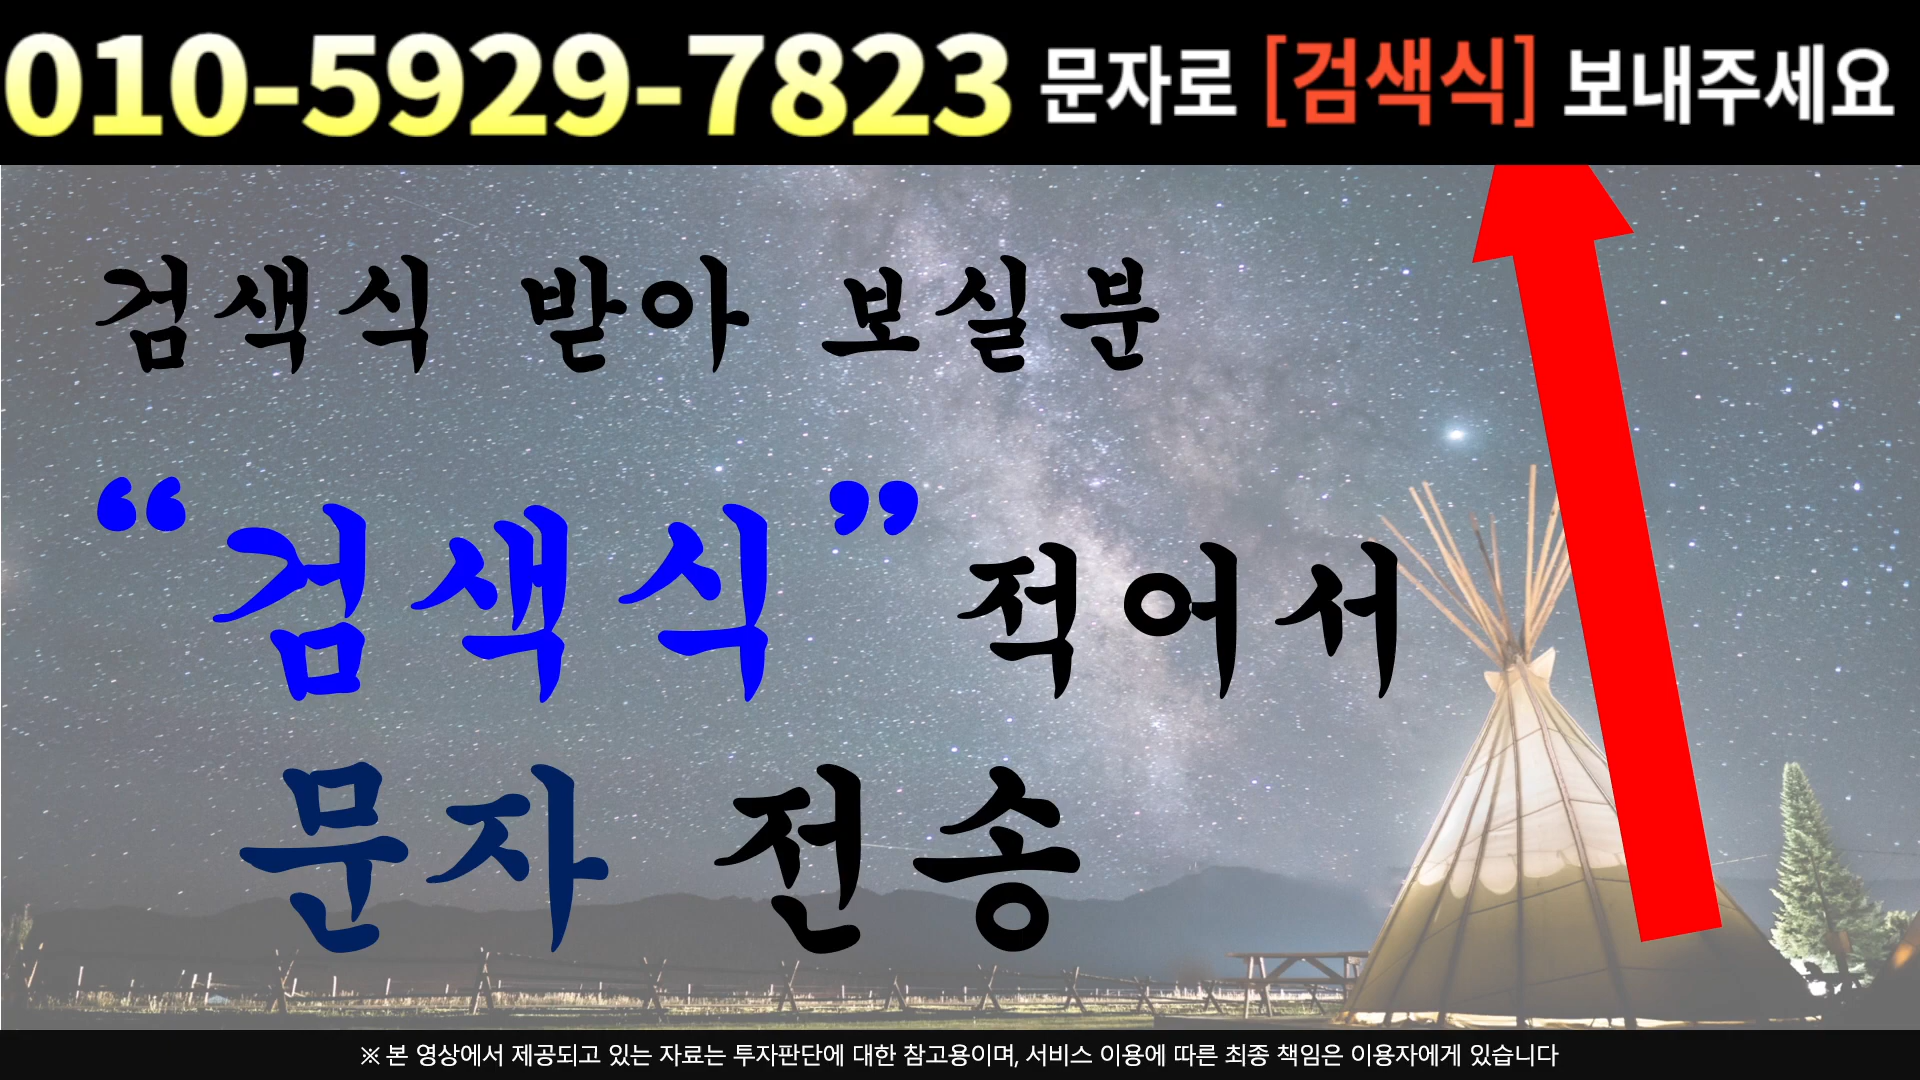 010-5929-7823 문자로 [검색식] 보내주세요
검색식 받아 보실분
“검색식” 적어서
문자 전송
※ 본 영상에서 제공되고 있는 자료는 투자판단에 대한 참고용이며, 서비스 이용에 따른 최종 책임은 이용자에게 있습니다